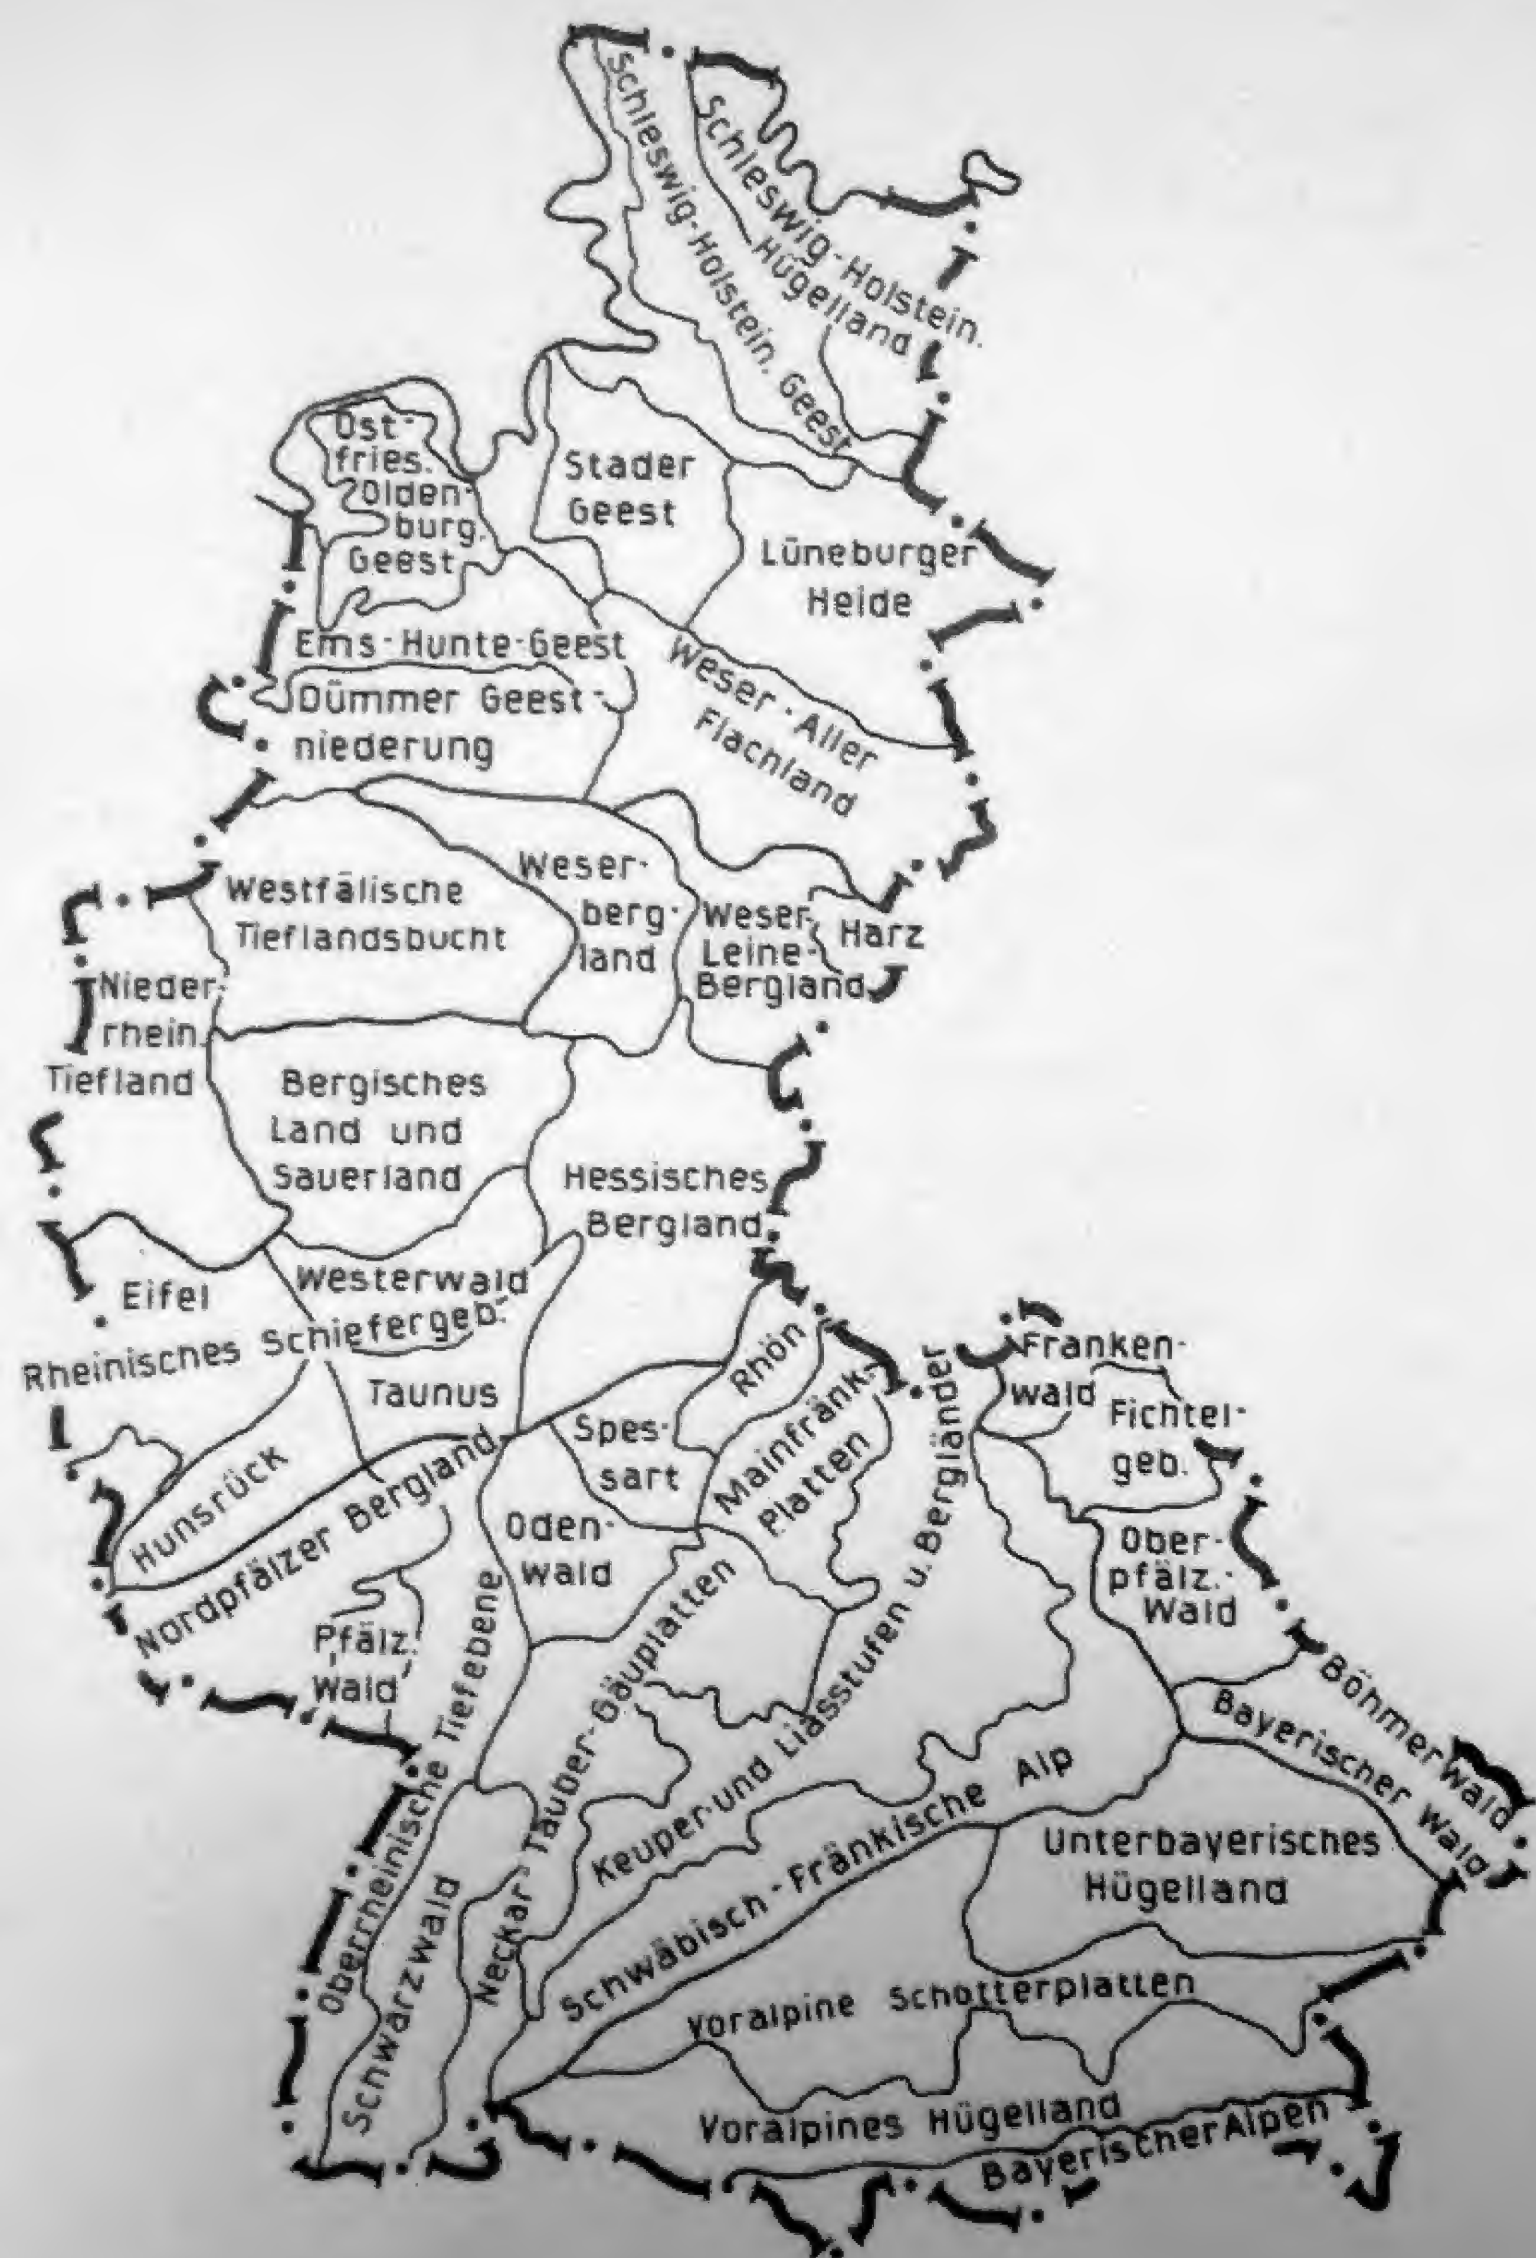 Schleswig-Holstein. Geest
Schleswig-Holstein.
Hügelland
Ost-
fries.
Olden-
burg.
Geest
Stader
Geest
Lüneburger
Heide
Ems-Hunte-Geest
Dümmer Geest-
niederung
Weser-Aller
Flachland
Westfälische
Tieflandsbucht
Weser-
berg-
land
Weser-
Leine-
Bergland
Harz
Nieder-
rhein.
Tiefland
Bergisches
Land und
Sauerland
Hessisches
Bergland
Eifel
Westerwald
Rheinisches Schiefergeb.
Taunus
Hunsrück
Nordpfälzer Bergland
Pfälz.
Wald
Oberrheinische Tiefebene
Oden-
wald
Spes-
sart
Rhön
Mainfränk.
Platten
Franken-
wald
Fichtel-
geb.
Ober-
pfälz.-
Wald
Böhmerwald
Bayerischer Wald
Neckar-Tauber-Gäuplatten
Keuper-und Liasstufen u. Bergländer
Schwarzwald
Schwäbisch-Fränkische Alp
Unterbayerisches
Hügelland
Voralpine Schotterplatten
Voralpines Hügelland
Bayerischer Alpen